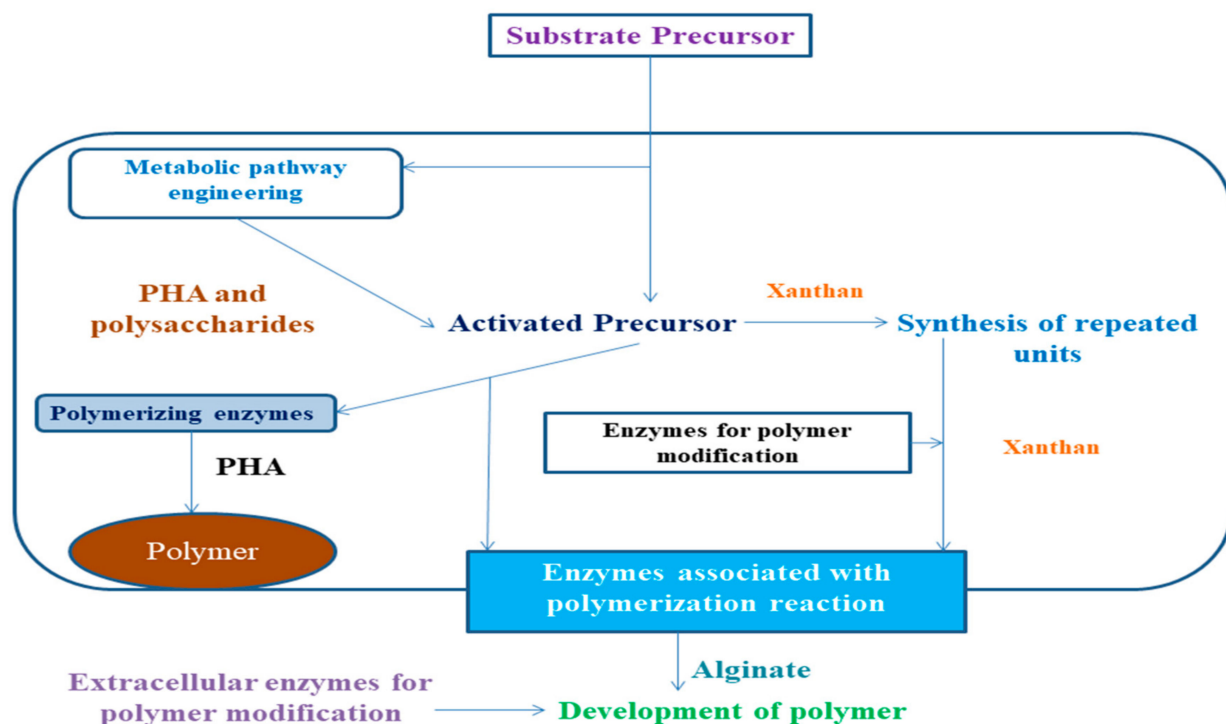 Substrate Precursor
Metabolic pathway
engineering
PHA and
polysaccharides
Xanthan
Activated Precursor
Synthesis of repeated
units
Polymerizing enzymes
Enzymes for polymer
modification
Xanthan
PHA
Polymer
Enzymes associated with
polymerization reaction
Alginate
Extracellular enzymes for
polymer modification
Development of polymer